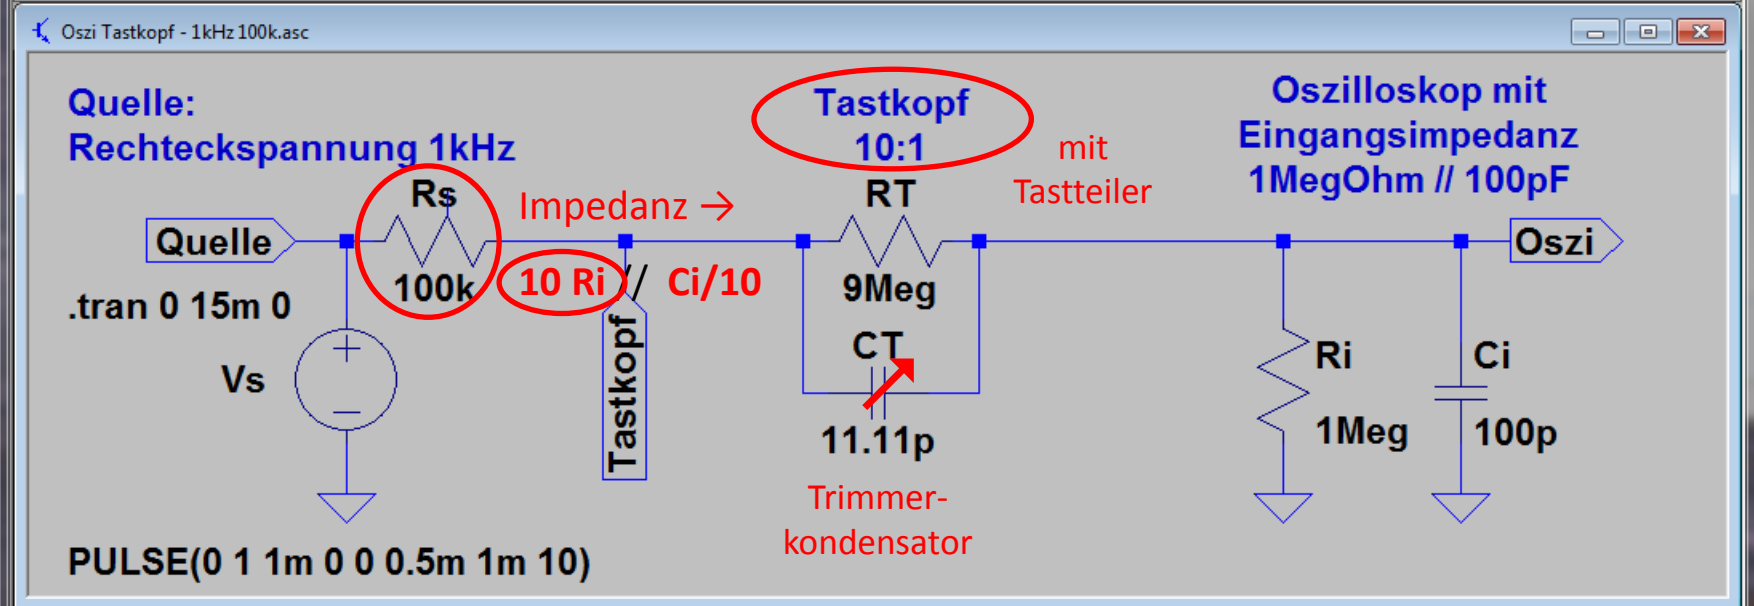 Oszi Tastkopf - 1kHz 100k.asc
Quelle:
Rechteckspannung 1kHz
Tastkopf
10:1
mit
Tastteiler
Oszilloskop mit
Eingangsimpedanz
1MegOhm // 100pF
Rs
Impedanz →
RT
Quelle
Oszi
100k
10 Ri // Ci/10
9Meg
.tran 0 15m 0
Vs
Tastkopf
CT
11.11p
Ri
1Meg
Ci
100p
Trimmer-
kondensator
PULSE(0 1 1m 0 0 0.5m 1m 10)